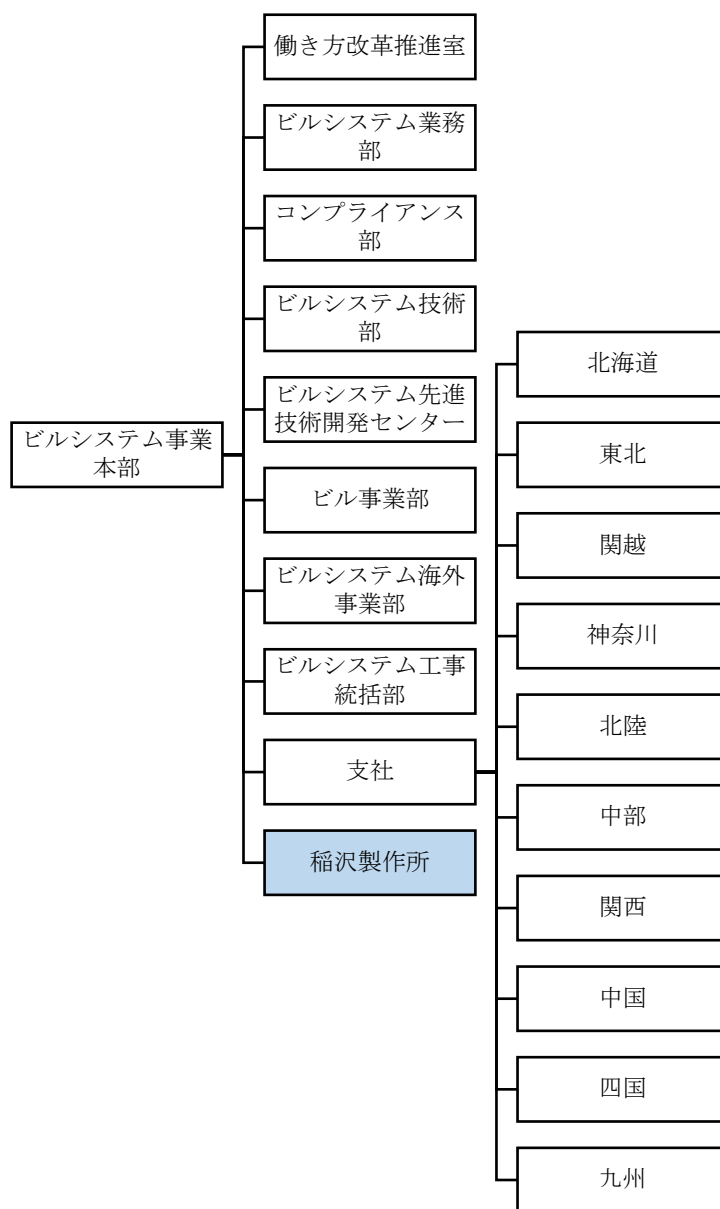 働き方改革推進室
ビルシステム業務
部
コンプライアンス
部
ビルシステム技術
部
ビルシステム先進
技術開発センター
ビルシステム事業
本部
ビル事業部
ビルシステム海外
事業部
ビルシステム工事
統括部
支社
稲沢製作所
北海道
東北
関越
神奈川
北陸
中部
関西
中国
四国
九州